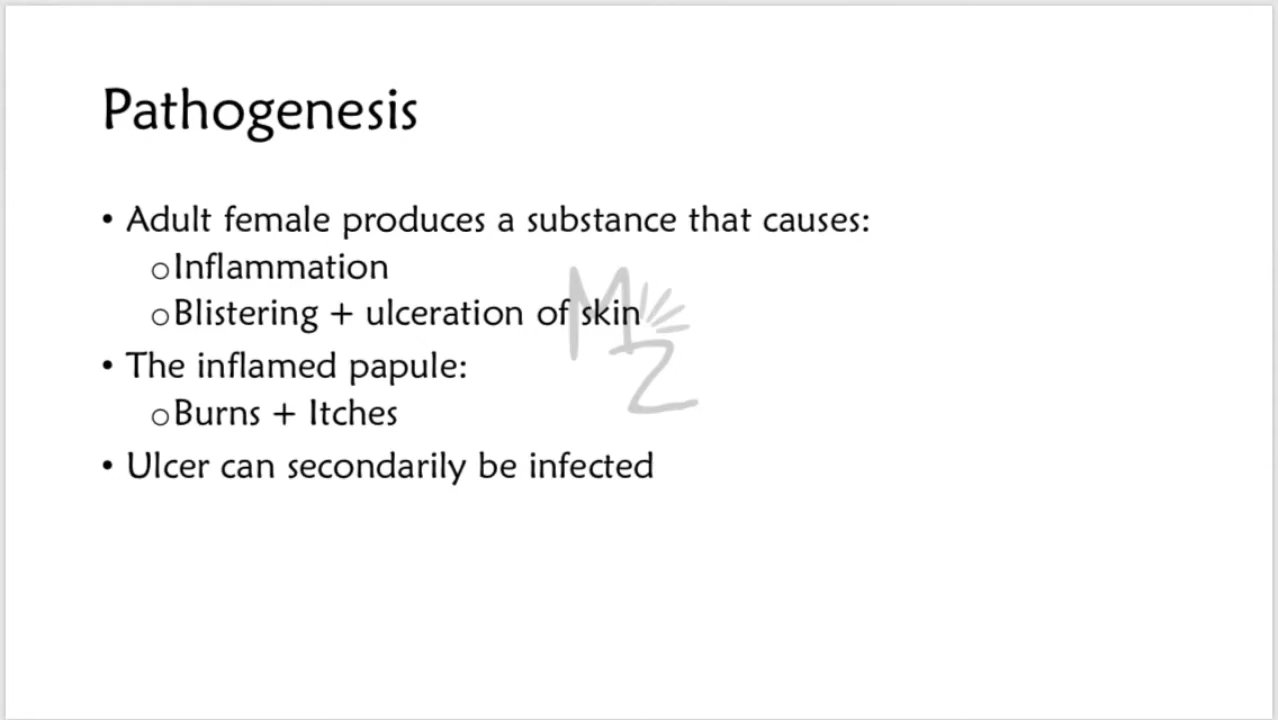 Pathogenesis
• Adult female produces a substance that causes:
o Inflammation
o Blistering + ulceration of skin
• The inflamed papule:
o Burns + Itches
• Ulcer can secondarily be infected
MZ